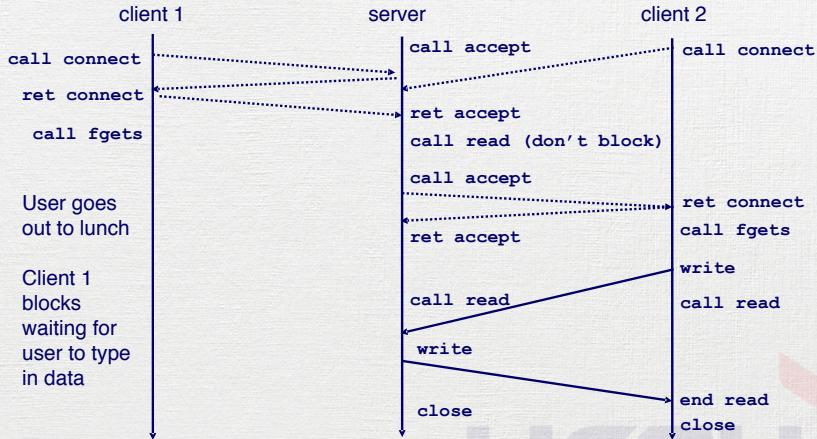 client 1
server
client 2
call connect
ret connect
call fgets
User goes
out to lunch
Client 1
blocks
waiting for
user to type
in data
call accept
ret accept
call read (don't block)
call accept
ret accept
call read
write
close
call connect
ret connect
call fgets
write
call read
end read
close